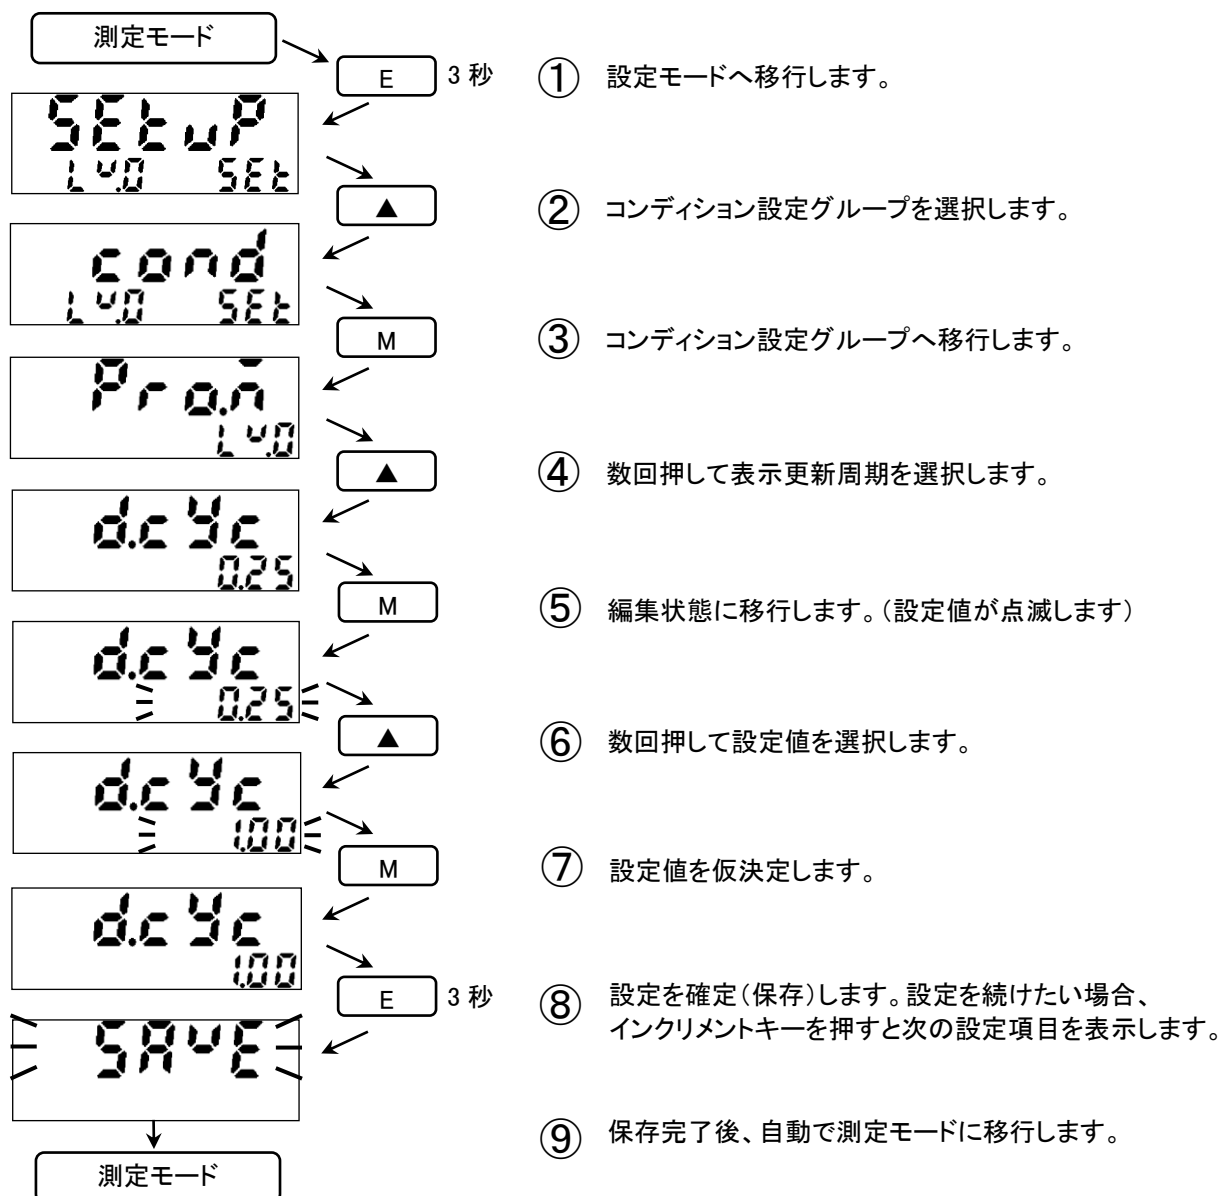 測定モード
E 3秒 ① 設定モードへ移行します。
SEtuP
Lv.0 SEt
▲ ② コンディション設定グループを選択します。
cond
Lv.0 SEt
M ③ コンディション設定グループへ移行します。
Pro.m
Lv.0
▲ ④ 数回押して表示更新周期を選択します。
d.cYc
0.25
M ⑤ 編集状態に移行します。(設定値が点滅します)
d.cYc
0.25
▲ ⑥ 数回押して設定値を選択します。
d.cYc
1.00
M ⑦ 設定値を仮決定します。
d.cYc
1.00
E 3秒 ⑧ 設定を確定(保存)します。設定を続けたい場合、
インクリメントキーを押すと次の設定項目を表示します。
SAvE
⑨ 保存完了後、自動で測定モードに移行します。
測定モード